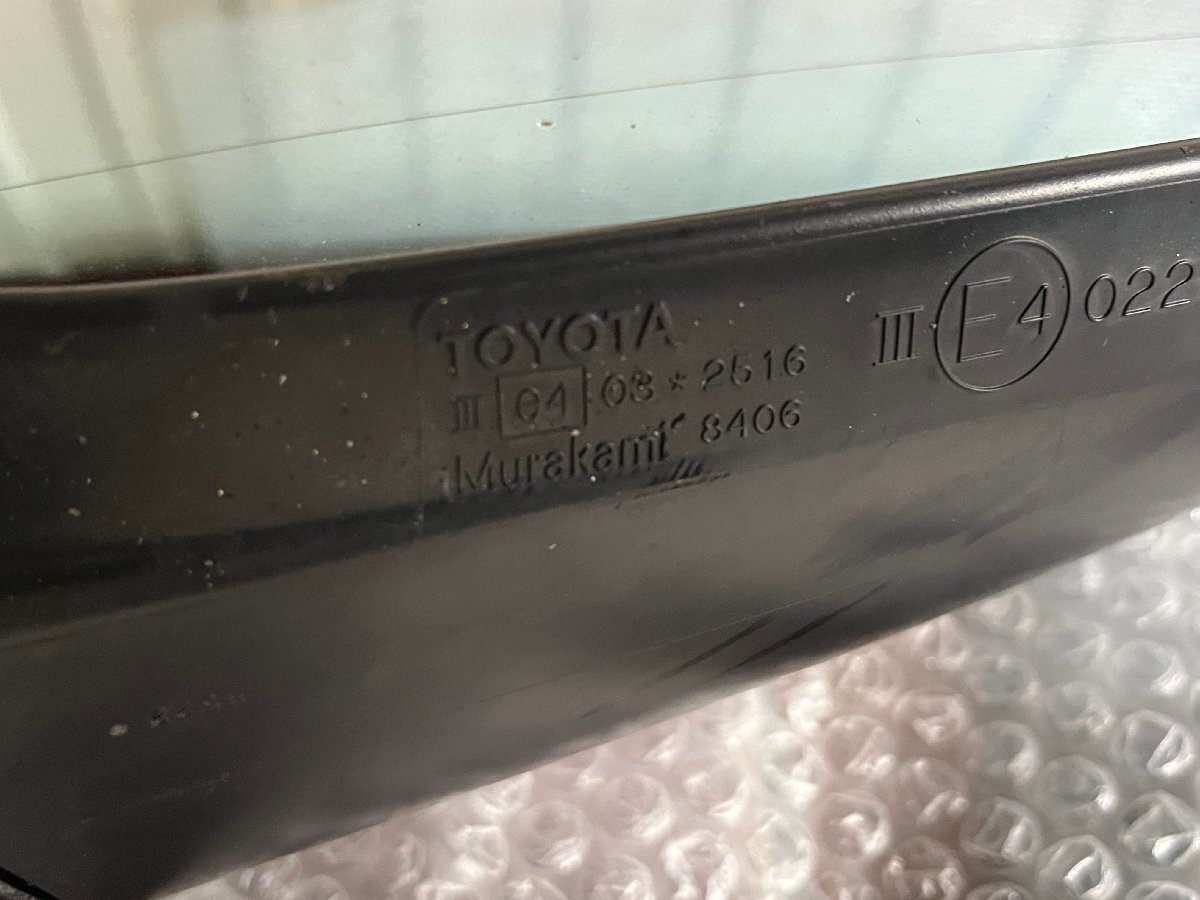 TOYOTA
III 04 03 * 2516
Murakami 8406
III E4 022